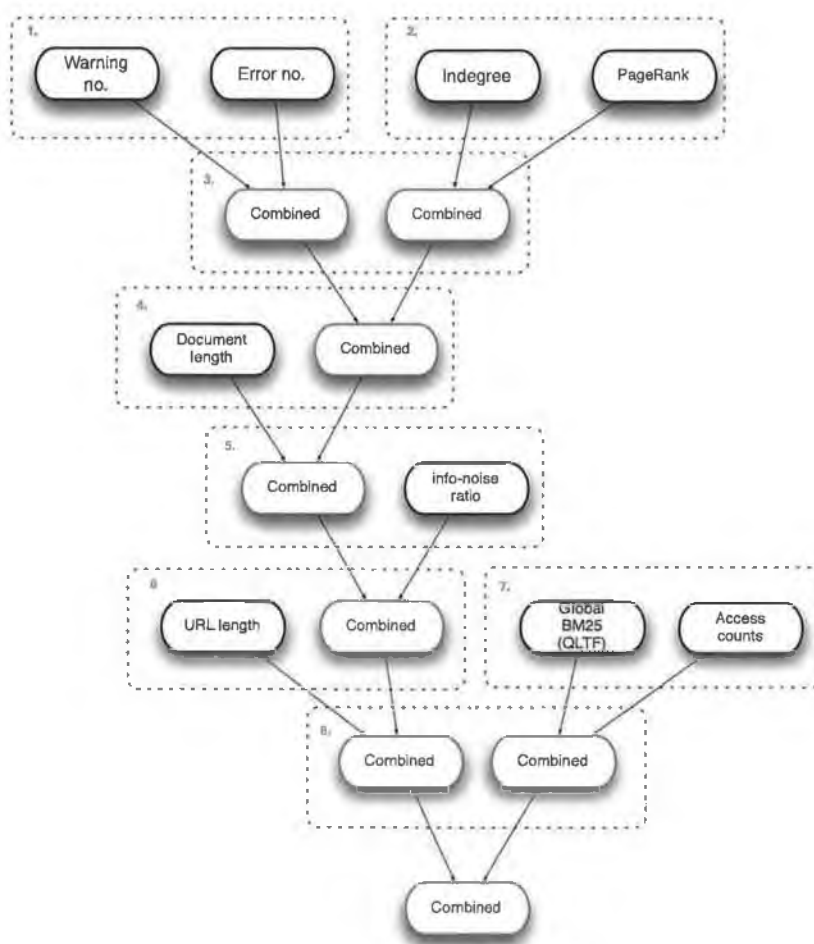 1.
Warning
no.
Error no.
2.
Indegree
PageRank
3.
Combined
Combined
4.
Document
length
Combined
5.
Combined
info-noise
ratio
6
URL length
Combined
7.
Global
BM25
(QLTF)
Access
counts
8.
Combined
Combined
Combined